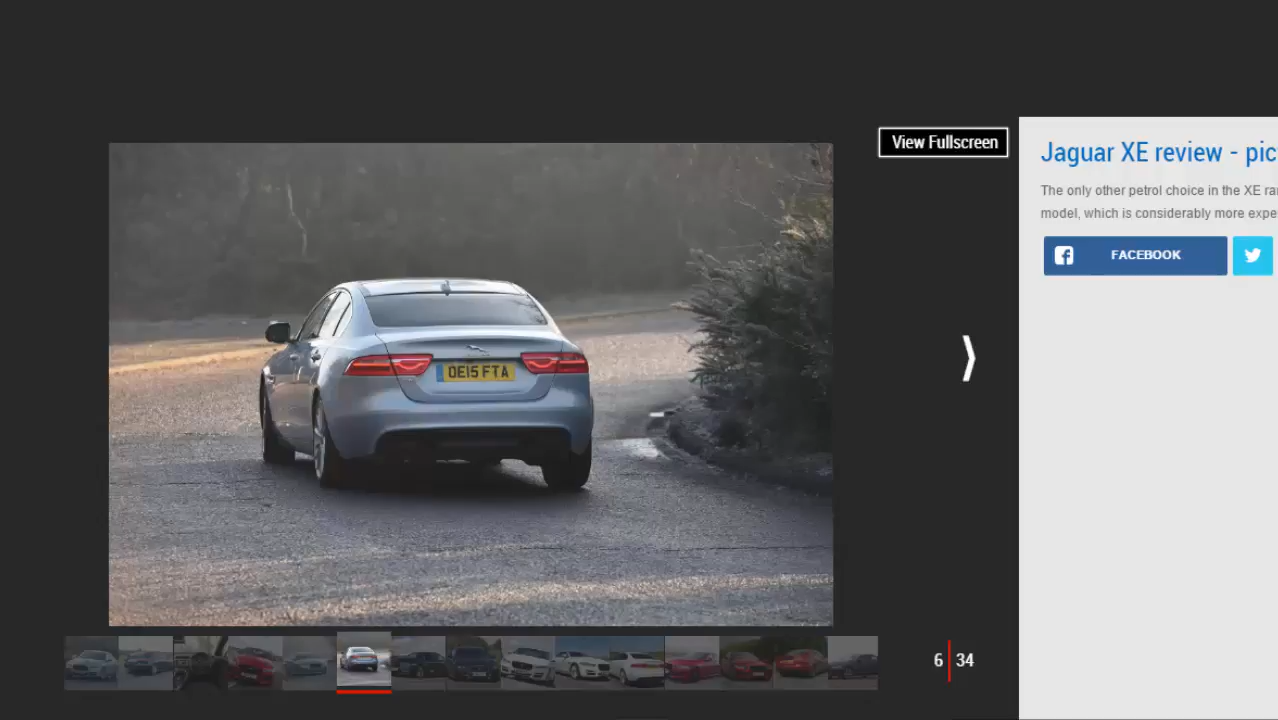 View Fullscreen
Jaguar XE review - pic
The only other petrol choice in the XE ra
model, which is considerably more expe
FACEBOOK
OE15 FTA
6 34